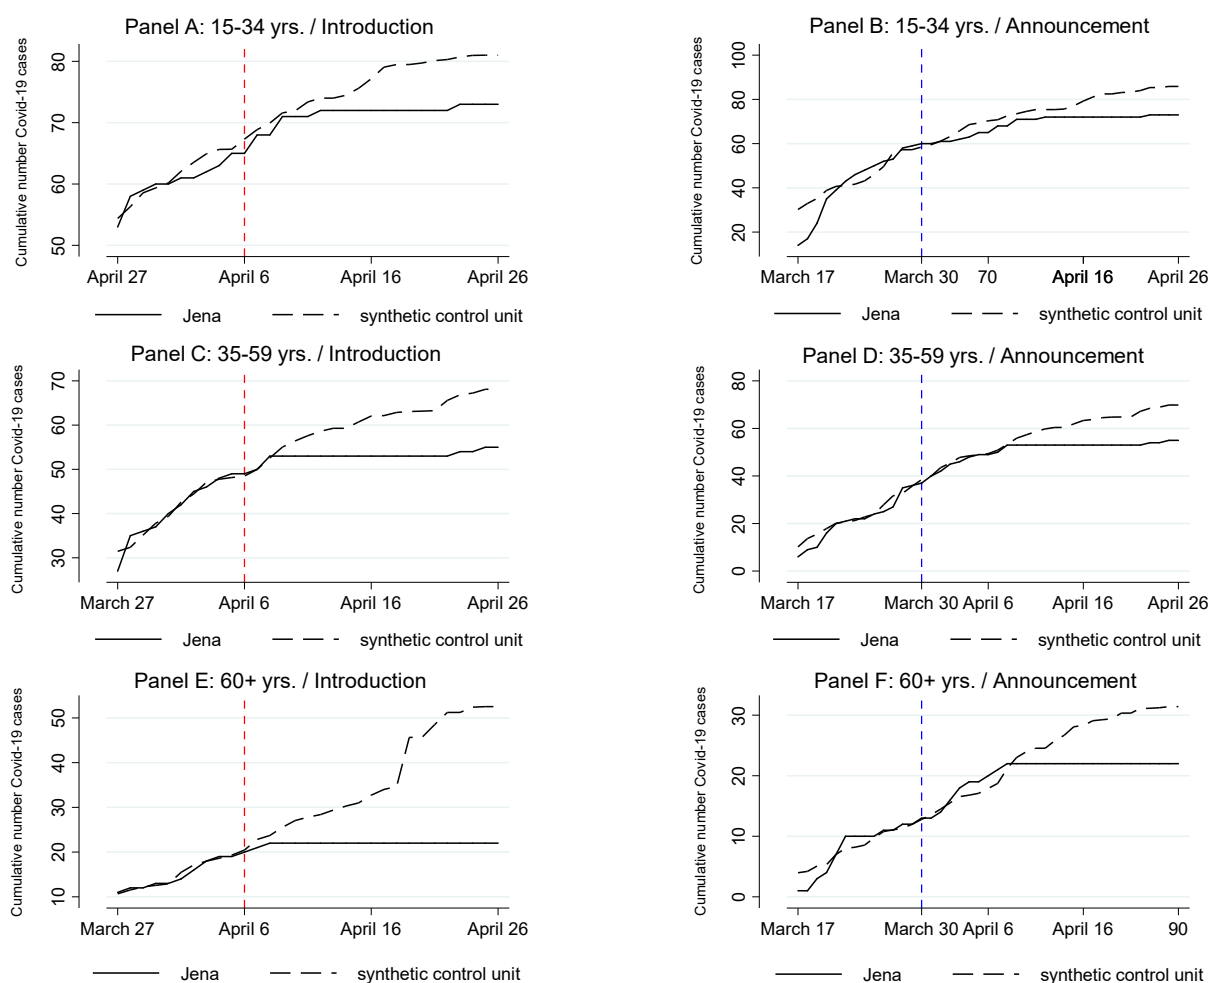 Panel A: 15-34 yrs. / Introduction
Cumulative number Covid-19 cases
80
70
60
50
April 27 April 6 April 16 April 26
Jena synthetic control unit
Panel B: 15-34 yrs. / Announcement
Cumulative number Covid-19 cases
100
80
60
40
20
March 17 March 30 70 April 16 April 26
Jena synthetic control unit
Panel C: 35-59 yrs. / Introduction
Cumulative number Covid-19 cases
70
60
50
40
30
March 27 April 6 April 16 April 26
Jena synthetic control unit
Panel D: 35-59 yrs. / Announcement
Cumulative number Covid-19 cases
80
60
40
20
0
March 17 March 30 April 6 April 16 April 26
Jena synthetic control unit
Panel E: 60+ yrs. / Introduction
Cumulative number Covid-19 cases
50
40
30
20
10
March 27 April 6 April 16 April 26
Jena synthetic control unit
Panel F: 60+ yrs. / Announcement
Cumulative number Covid-19 cases
30
20
10
0
March 17 March 30 April 6 April 16 90
Jena synthetic control unit